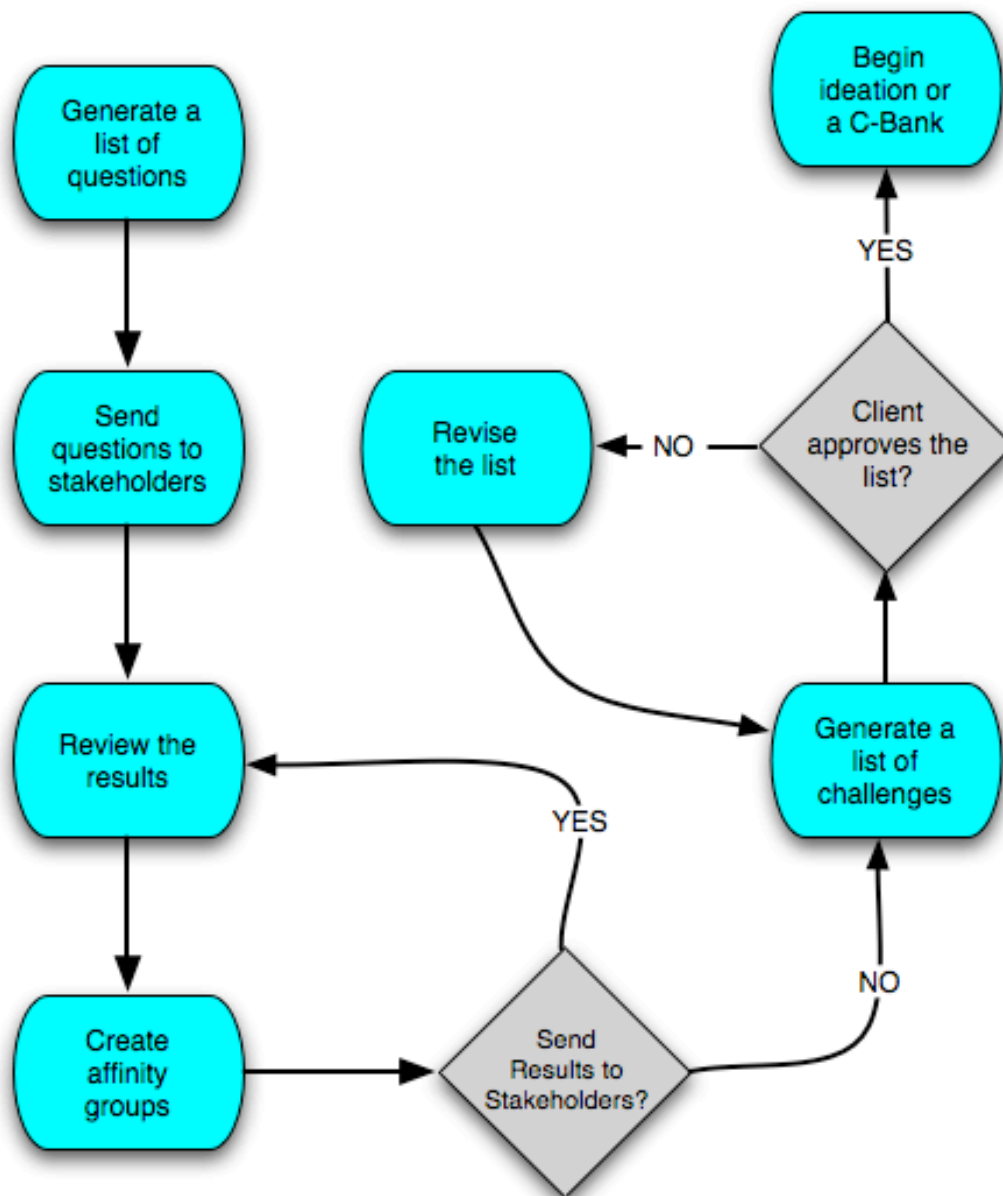 Generate a
list of
questions
Send
questions to
stakeholders
Review the
results
Create
affinity
groups
Send
Results to
Stakeholders?
YES
NO
Generate a
list of
challenges
Client
approves the
list?
NO
Revise
the list
YES
Begin
ideation or
a C-Bank